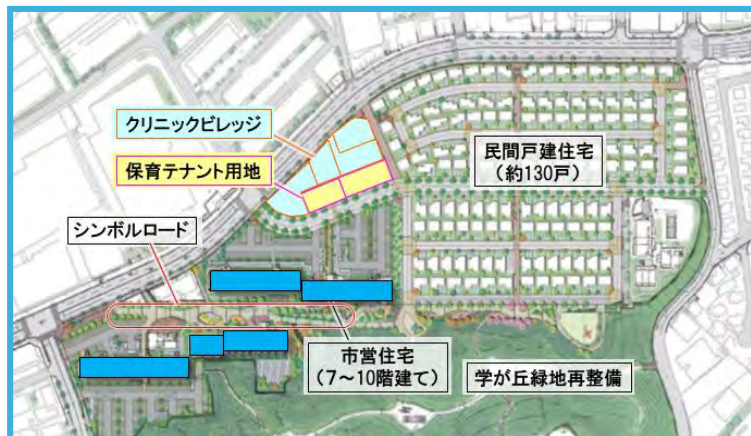 クリニックビレッジ
保育テナント用地
シンボルロード
民間戸建住宅
（約130戸）
市営住宅
（7～10階建て）
学が丘緑地再整備